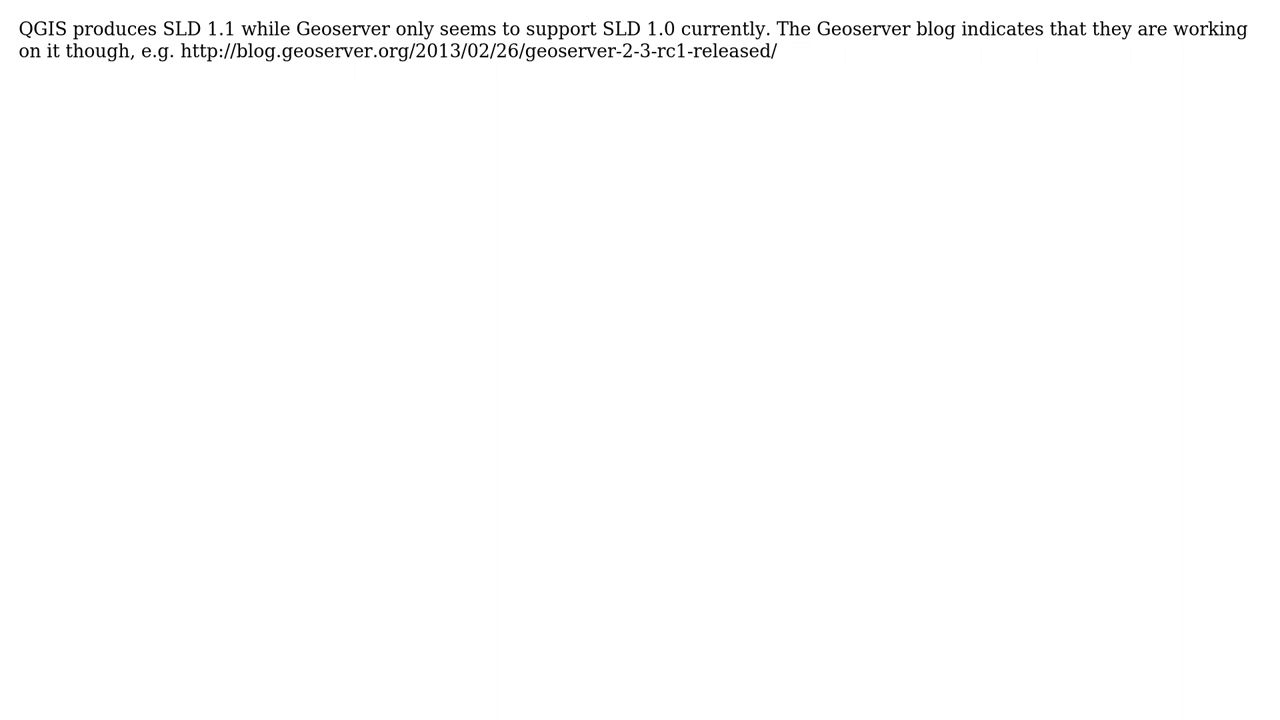 QGIS produces SLD 1.1 while Geoserver only seems to support SLD 1.0 currently. The Geoserver blog indicates that they are working
on it though, e.g. http://blog.geoserver.org/2013/02/26/geoserver-2-3-rc1-released/